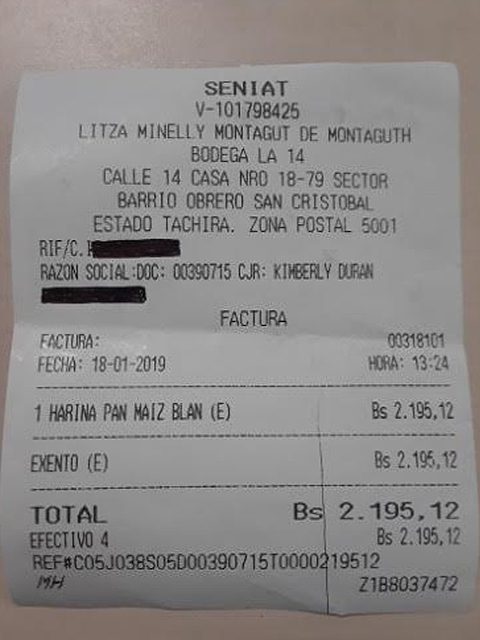 SENIAT
V-101798425
LITZA MINELLY MONTAGUT DE MONTAGUTH
BODEGA LA 14
CALLE 14 CASA NRO 18-79 SECTOR
BARRIO OBRERO SAN CRISTOBAL
ESTADO TACHIRA. ZONA POSTAL 5001
RIF/C.
RAZON SOCIAL:DOC: 00390715 CJR: KIMBERLY DURAN
FACTURA
FACTURA: 00318101
FECHA: 18-01-2019 HORA: 13:24
1 HARINA PAN MAIZ BLAN (E) Bs 2.195,12
EXENTO (E) Bs 2.195,12
TOTAL Bs 2.195,12
EFECTIVO 4 Bs 2.195,12
REF#C05J038S05D00390715T0000219512
MH Z1B8037472